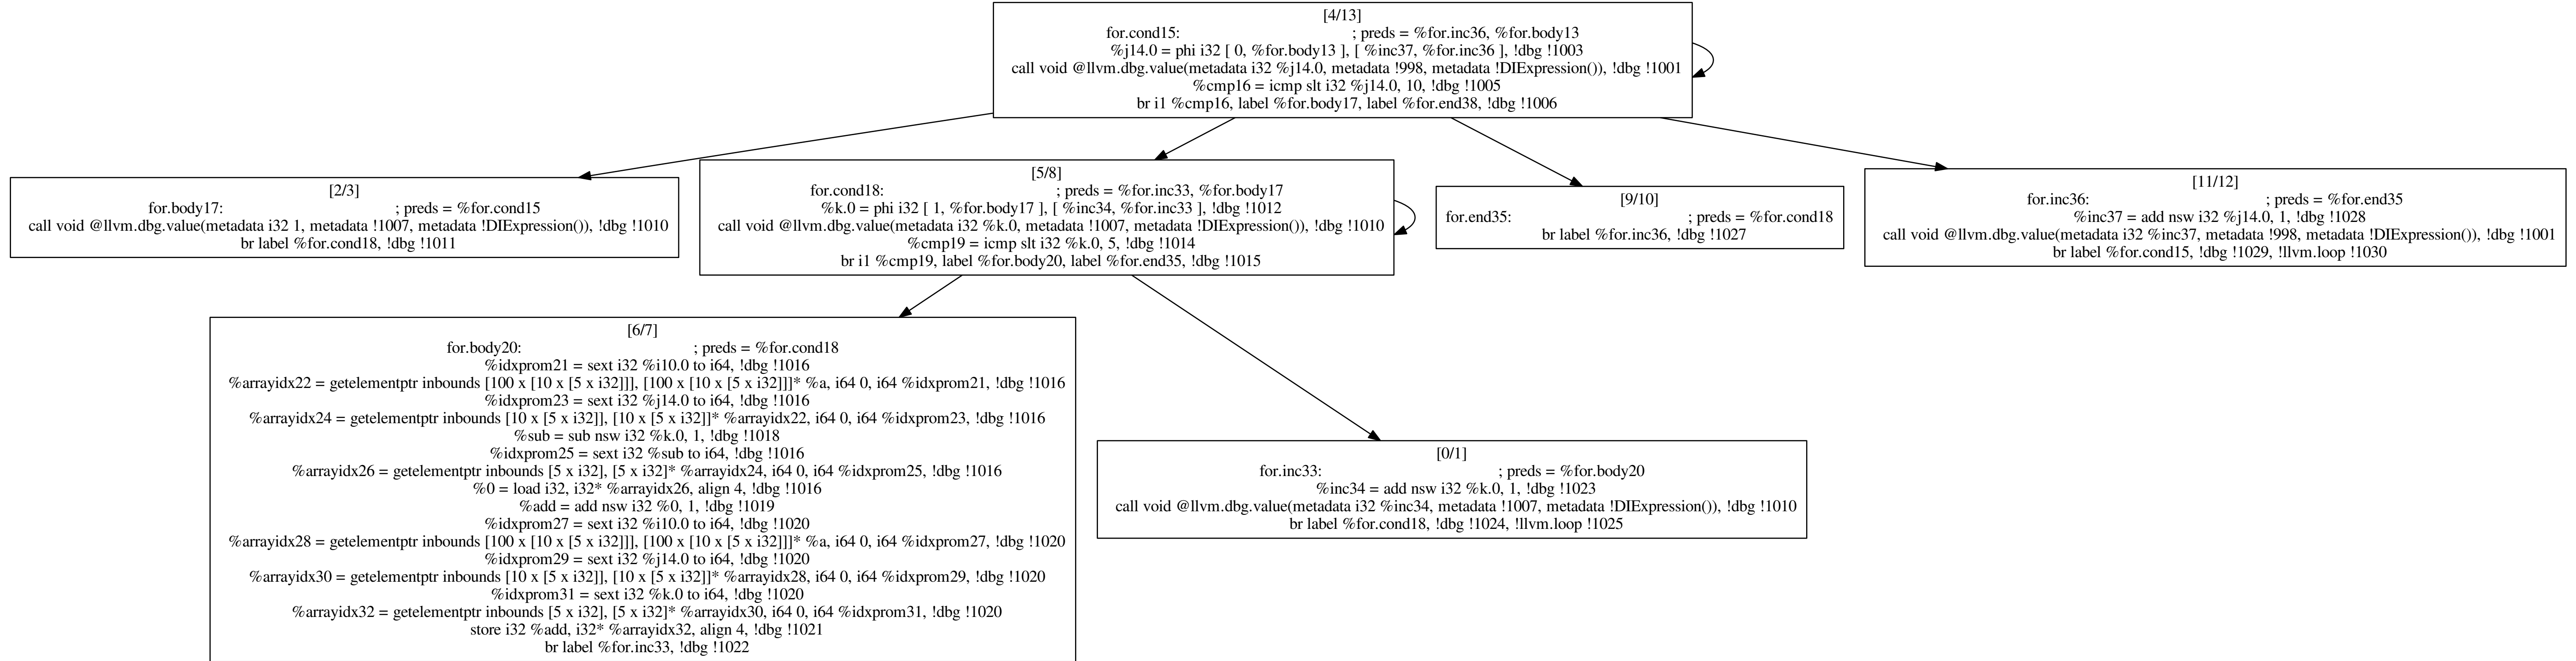 [4/13]
for.cond15: ; preds = %for.inc36, %for.body13
%j14.0 = phi i32 [ 0, %for.body13 ], [ %inc37, %for.inc36 ], !dbg !1003
call void @llvm.dbg.value(metadata i32 %j14.0, metadata !998, metadata !DIExpression()), !dbg !1001
%cmp16 = icmp slt i32 %j14.0, 10, !dbg !1005
br i1 %cmp16, label %for.body17, label %for.end38, !dbg !1006
[2/3]
for.body17: ; preds = %for.cond15
call void @llvm.dbg.value(metadata i32 1, metadata !1007, metadata !DIExpression()), !dbg !1010
br label %for.cond18, !dbg !1011
[5/8]
for.cond18: ; preds = %for.inc33, %for.body17
%k.0 = phi i32 [ 1, %for.body17 ], [ %inc34, %for.inc33 ], !dbg !1012
call void @llvm.dbg.value(metadata i32 %k.0, metadata !1007, metadata !DIExpression()), !dbg !1010
%cmp19 = icmp slt i32 %k.0, 5, !dbg !1014
br i1 %cmp19, label %for.body20, label %for.end35, !dbg !1015
[9/10]
for.end35: ; preds = %for.cond18
br label %for.inc36, !dbg !1027
[11/12]
for.inc36: ; preds = %for.end35
%inc37 = add nsw i32 %j14.0, 1, !dbg !1028
call void @llvm.dbg.value(metadata i32 %inc37, metadata !998, metadata !DIExpression()), !dbg !1001
br label %for.cond15, !dbg !1029, !llvm.loop !1030
[6/7]
for.body20: ; preds = %for.cond18
%idxprom21 = sext i32 %i10.0 to i64, !dbg !1016
%arrayidx22 = getelementptr inbounds [100 x [10 x [5 x i32]]], [100 x [10 x [5 x i32]]]* %a, i64 0, i64 %idxprom21, !dbg !1016
%idxprom23 = sext i32 %j14.0 to i64, !dbg !1016
%arrayidx24 = getelementptr inbounds [10 x [5 x i32]], [10 x [5 x i32]]* %arrayidx22, i64 0, i64 %idxprom23, !dbg !1016
%sub = sub nsw i32 %k.0, 1, !dbg !1018
%idxprom25 = sext i32 %sub to i64, !dbg !1016
%arrayidx26 = getelementptr inbounds [5 x i32], [5 x i32]* %arrayidx24, i64 0, i64 %idxprom25, !dbg !1016
%0 = load i32, i32* %arrayidx26, align 4, !dbg !1016
%add = add nsw i32 %0, 1, !dbg !1019
%idxprom27 = sext i32 %i10.0 to i64, !dbg !1020
%arrayidx28 = getelementptr inbounds [100 x [10 x [5 x i32]]], [100 x [10 x [5 x i32]]]* %a, i64 0, i64 %idxprom27, !dbg !1020
%idxprom29 = sext i32 %j14.0 to i64, !dbg !1020
%arrayidx30 = getelementptr inbounds [10 x [5 x i32]], [10 x [5 x i32]]* %arrayidx28, i64 0, i64 %idxprom29, !dbg !1020
%idxprom31 = sext i32 %k.0 to i64, !dbg !1020
%arrayidx32 = getelementptr inbounds [5 x i32], [5 x i32]* %arrayidx30, i64 0, i64 %idxprom31, !dbg !1020
store i32 %add, i32* %arrayidx32, align 4, !dbg !1021
br label %for.inc33, !dbg !1022
[0/1]
for.inc33: ; preds = %for.body20
%inc34 = add nsw i32 %k.0, 1, !dbg !1023
call void @llvm.dbg.value(metadata i32 %inc34, metadata !1007, metadata !DIExpression()), !dbg !1010
br label %for.cond18, !dbg !1024, !llvm.loop !1025